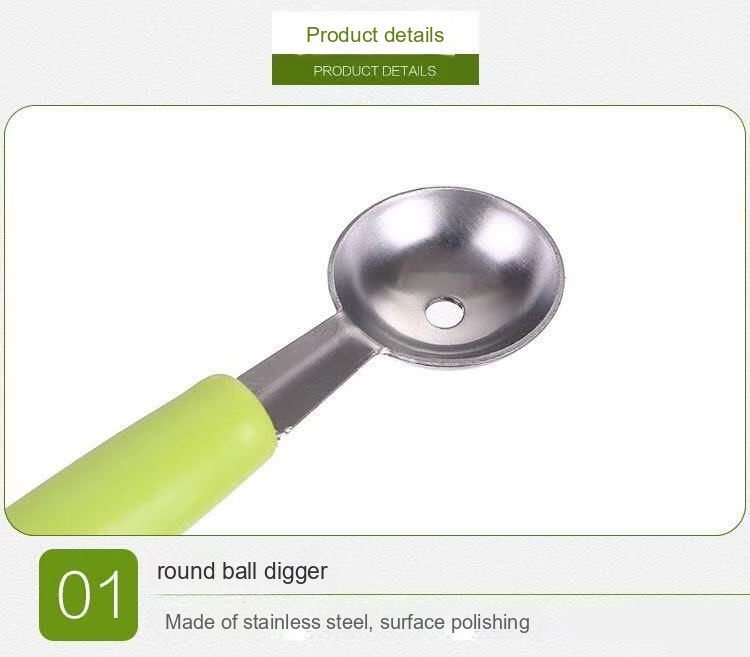 Product details
PRODUCT DETAILS
01
round ball digger
Made of stainless steel, surface polishing